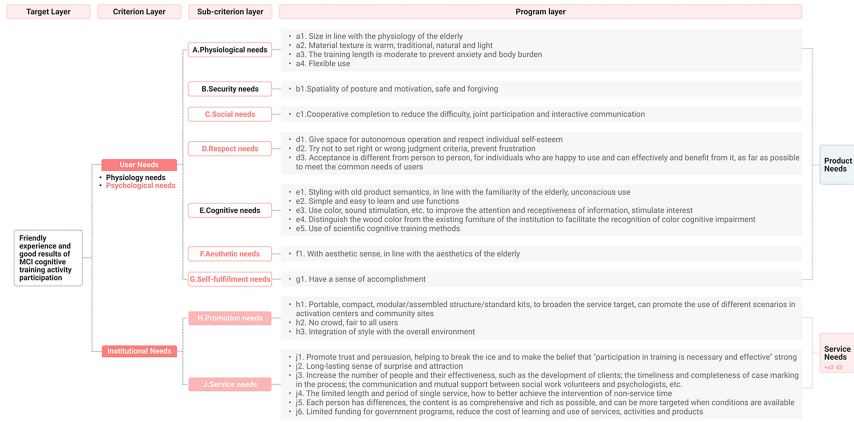 Target Layer
Criterion Layer
Sub-criterion layer
Program layer
A.Physiological needs
• a1. Size in line with the physiology of the elderly
• a2. Material texture is warm, traditional, natural and light
• a3. The training length is moderate to prevent anxiety and body burden
• a4. Flexible use
B.Security needs
• b1.Spatiality of posture and motivation, safe and forgiving
C.Social needs
• c1.Cooperative completion to reduce the difficulty, joint participation and interactive communication
User Needs
• Physiology needs
• Psychological needs
D.Respect needs
• d1. Give space for autonomous operation and respect individual self-esteem
• d2. Try not to set right or wrong judgment criteria, prevent frustration
• d3. Acceptance is different from person to person, for individuals who are happy to use and can effectively and benefit from it, as far as possible
to meet the common needs of users
Product
Needs
E.Cognitive needs
• e1. Styling with old product semantics, in line with the familiarity of the elderly, unconscious use
• e2. Simple and easy to learn and use functions
• e3. Use color, sound stimulation, etc. to improve the attention and receptiveness of information, stimulate interest
• e4. Distinguish the wood color from the existing furniture of the institution to facilitate the recognition of color cognitive impairment
• e5. Use of scientific cognitive training methods
Friendly
experience and
good results of
MCI cognitive
training activity
participation
F.Aesthetic needs
• f1. With aesthetic sense, in line with the aesthetics of the elderly
G.Self-fulfillment needs
• g1. Have a sense of accomplishment
Institutional Needs
H.Promotion needs
• h1. Portable, compact, modular/assembled structure/standard kits, to broaden the service target, can promote the use of different scenarios in
activation centers and community sites
• h2. No crowd, fair to all users
• h3. Integration of style with the overall environment
Service
Needs
+a3 d3
J.Service needs
• j1. Promote trust and persuasion, helping to break the ice and to make the belief that "participation in training is necessary and effective" strong
• j2. Long-lasting sense of surprise and attraction
• j3. Increase the number of people and their effectiveness, such as the development of clients; the timeliness and completeness of case marking
in the process; the communication and mutual support between social work volunteers and psychologists, etc.
• j4. The limited length and period of single service, how to better achieve the intervention of non-service time
• j5. Each person has differences, the content is as comprehensive and rich as possible, and can be more targeted when conditions are available
• j6. Limited funding for government programs, reduce the cost of learning and use of services, activities and products